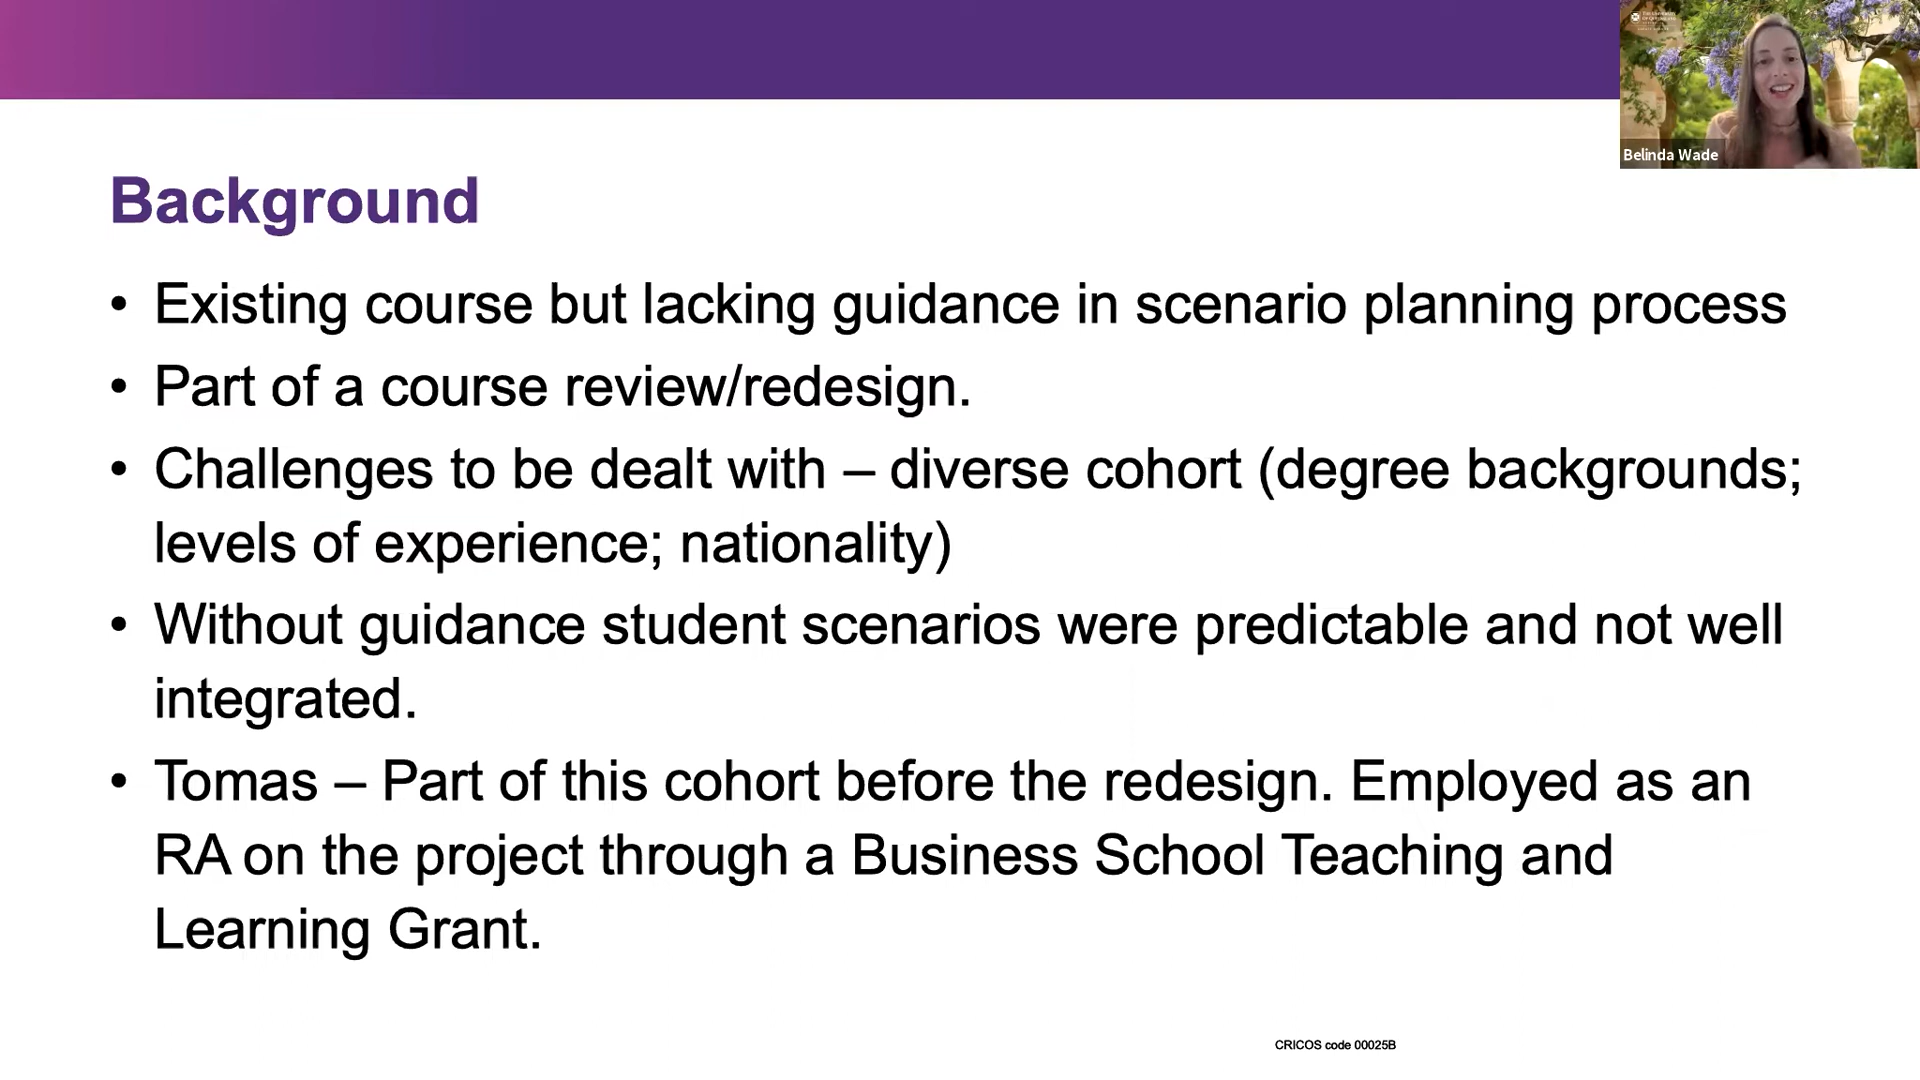 Belinda Wade
Background
• Existing course but lacking guidance in scenario planning process
• Part of a course review/redesign.
• Challenges to be dealt with – diverse cohort (degree backgrounds;
levels of experience; nationality)
• Without guidance student scenarios were predictable and not well
integrated.
• Tomas – Part of this cohort before the redesign. Employed as an
RA on the project through a Business School Teaching and
Learning Grant.
CRICOS code 00025B